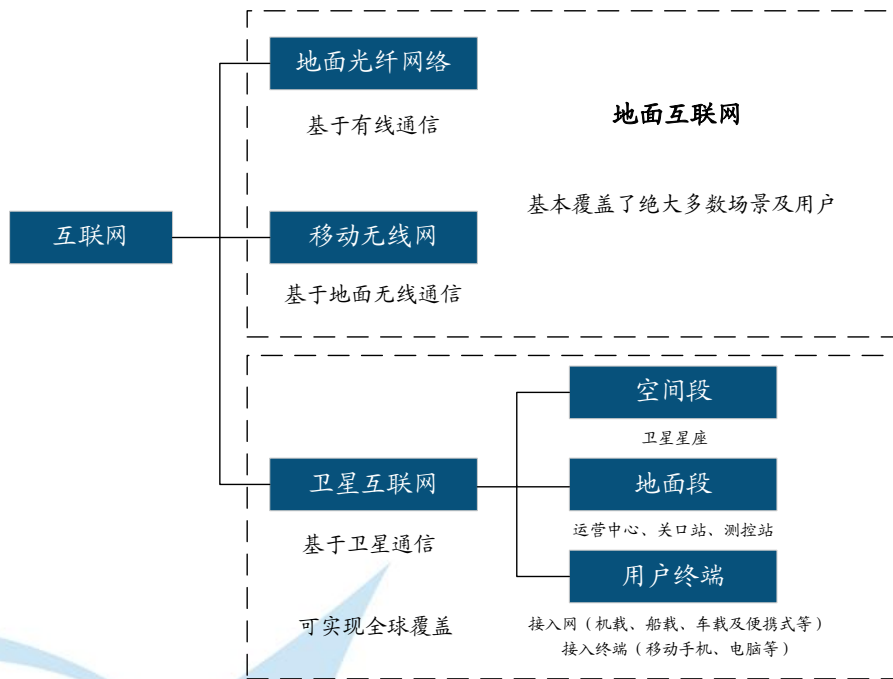 地面光纤网络
基于有线通信
地面互联网
基本覆盖了绝大多数场景及用户
互联网
移动无线网
基于地面无线通信
空间段
卫星星座
卫星互联网
地面段
基于卫星通信
运营中心、关口站、测控站
用户终端
可实现全球覆盖
接入网（机载、船载、车载及便携式等）
接入终端（移动手机、电脑等）